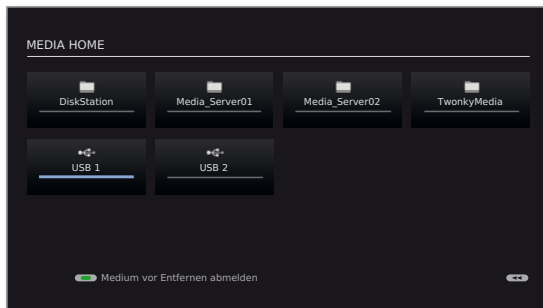 MEDIA HOME
DiskStation Media_Server01 Media_Server02 TwonkyMedia
USB 1 USB 2
Medium vor Entfernen abmelden